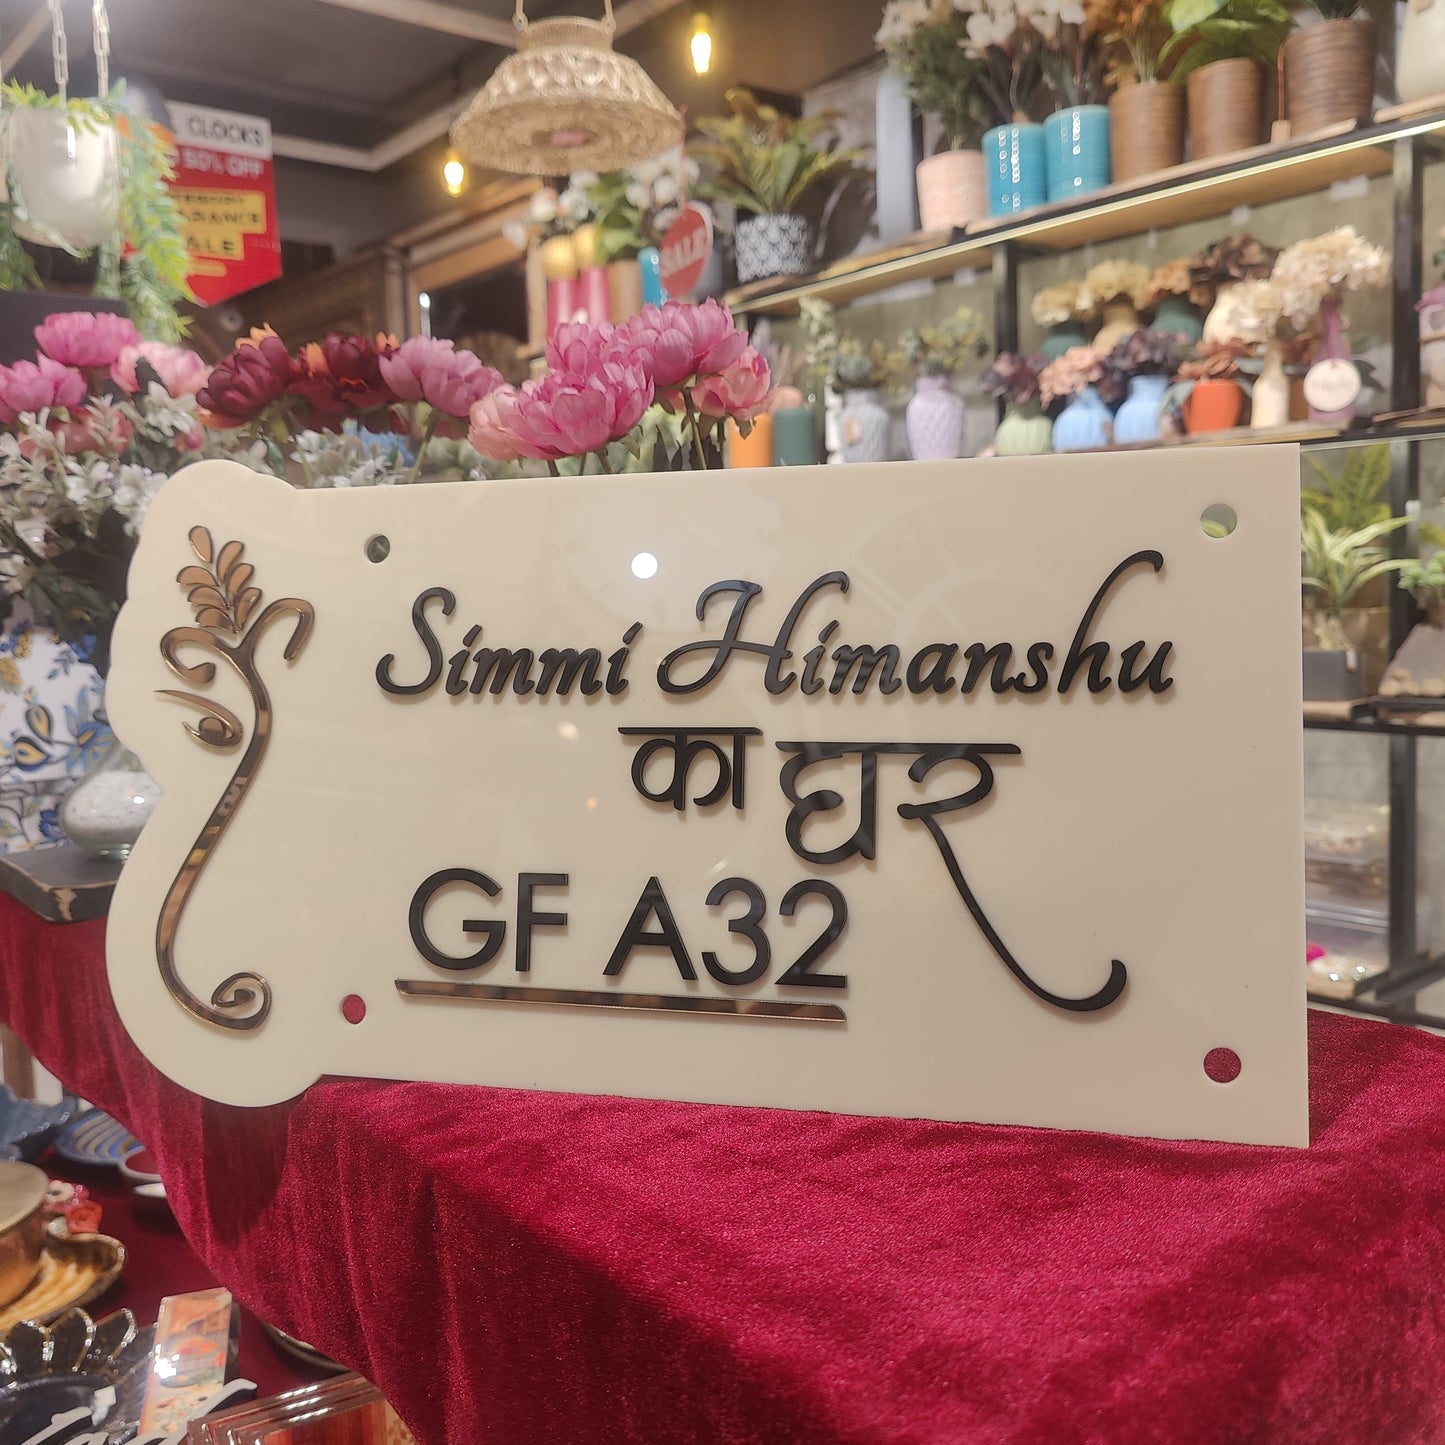 CLOCKS
50% OFF
SALE
SALE
Simmi Himanshu
का घर
GF A32